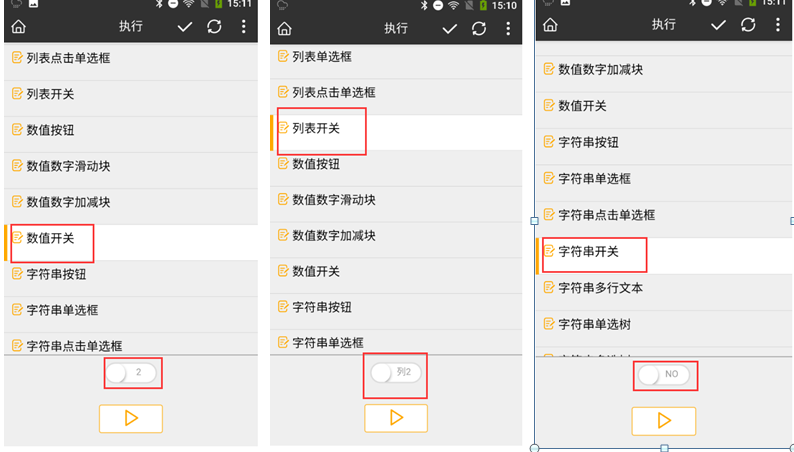 15:11
执行
列表点击单选框
列表开关
数值按钮
数值数字滑动块
数值数字加减块
数值开关
字符串按钮
字符串单选框
字符串点击单选框
2
15:10
执行
列表单选框
列表点击单选框
列表开关
数值按钮
数值数字滑动块
数值数字加减块
数值开关
字符串按钮
字符串单选框
列2
15:11
执行
数值数字加减块
数值开关
字符串按钮
字符串单选框
字符串点击单选框
字符串开关
字符串多行文本
字符串单选树
NO